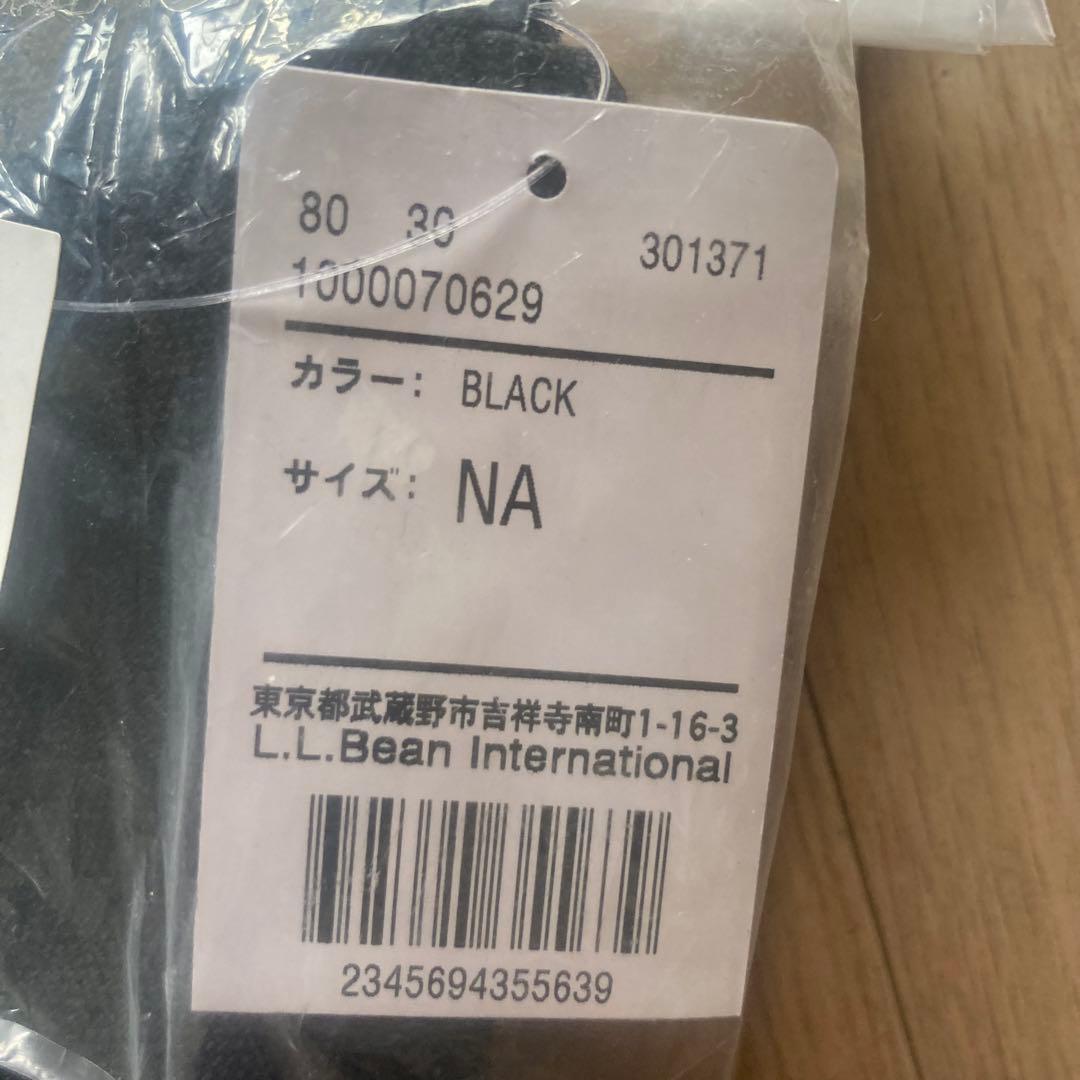 80 30 301371
1000070629
カラー: BLACK
サイズ: NA
東京都武蔵野市吉祥寺南町1-16-3
L.L.Bean International
2345694355639